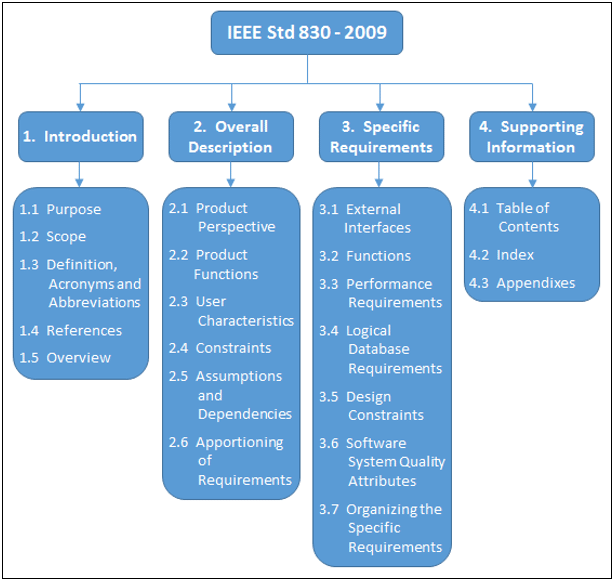 IEEE Std 830 - 2009
1. Introduction
1.1 Purpose
1.2 Scope
1.3 Definition,
Acronyms and
Abbreviations
1.4 References
1.5 Overview
2. Overall
Description
2.1 Product
Perspective
2.2 Product
Functions
2.3 User
Characteristics
2.4 Constraints
2.5 Assumptions
and
Dependencies
2.6 Apportioning
of
Requirements
3. Specific
Requirements
3.1 External
Interfaces
3.2 Functions
3.3 Performance
Requirements
3.4 Logical
Database
Requirements
3.5 Design
Constraints
3.6 Software
System Quality
Attributes
3.7 Organizing the
Specific
Requirements
4. Supporting
Information
4.1 Table of
Contents
4.2 Index
4.3 Appendixes